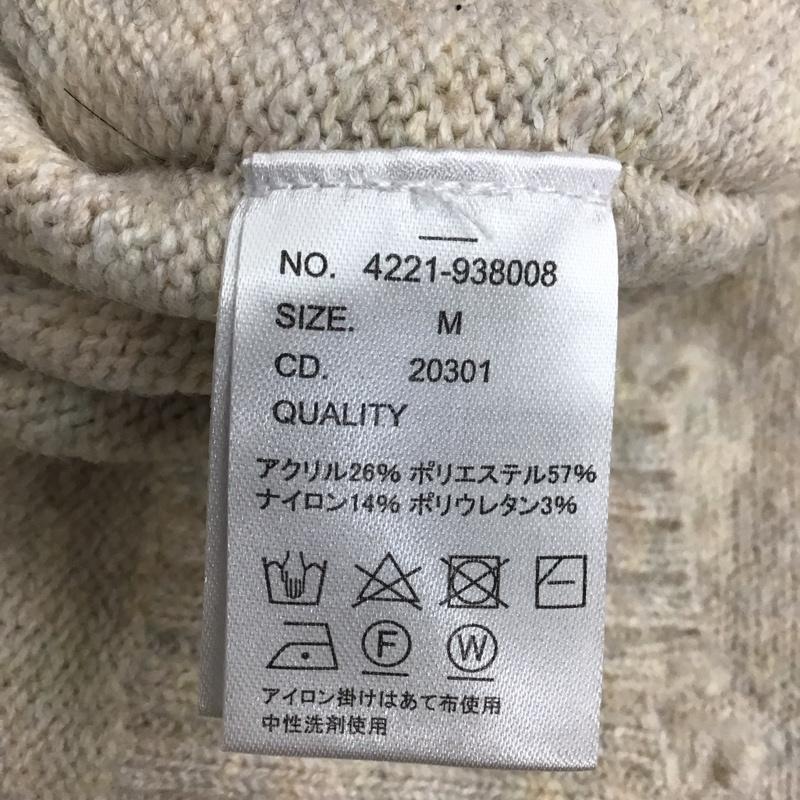 NO. 4221-938008
SIZE. M
CD. 20301
QUALITY
アクリル26% ポリエステル57%
ナイロン14% ポリウレタン3%
F W
アイロン掛けはあて布使用
中性洗剤使用